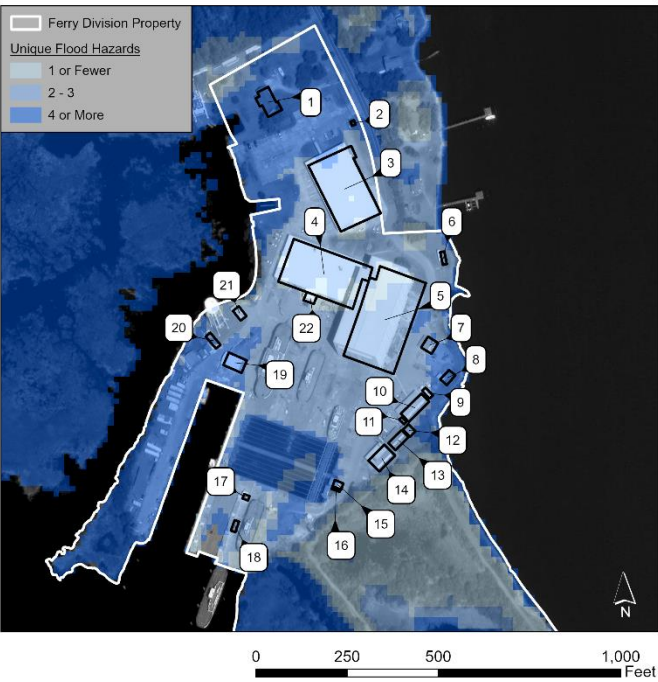 Ferry Division Property
Unique Flood Hazards
1 or Fewer
2 - 3
4 or More
1
2
3
4
6
5
21
22
7
20
8
19
10
9
11
12
13
17
14
18
16
15
N
0 250 500 1,000
Feet